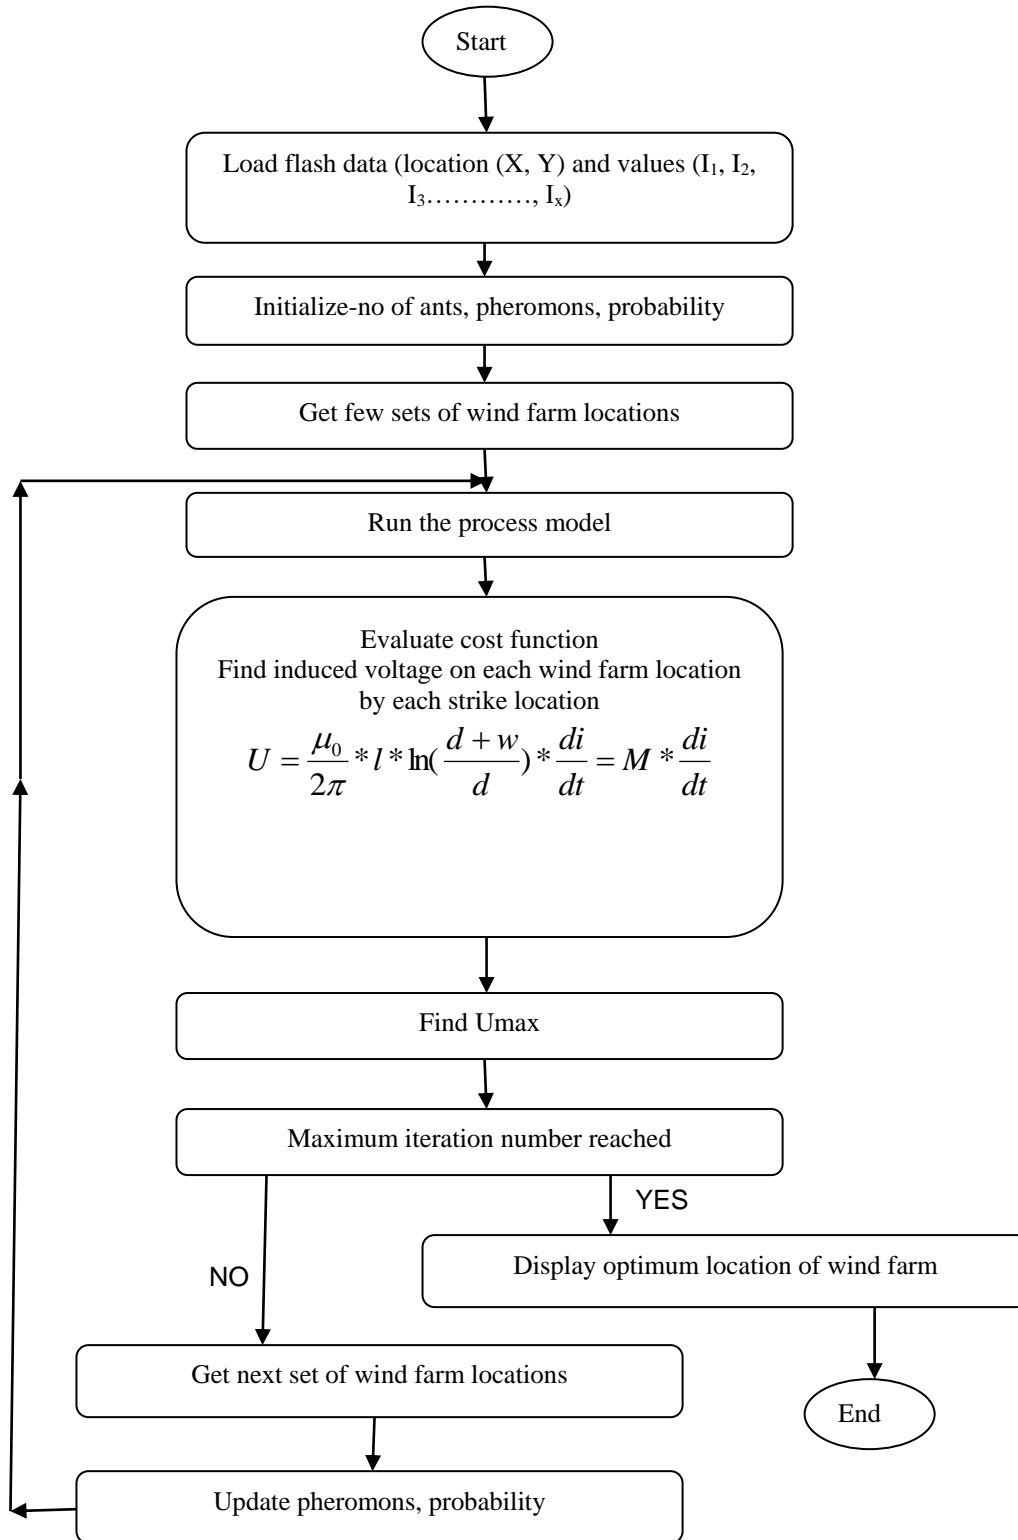 Start
Load flash data (location (X, Y) and values (I₁, I₂,
I₃…………, Iₓ)
Initialize-no of ants, pheromons, probability
Get few sets of wind farm locations
Run the process model
Evaluate cost function
Find induced voltage on each wind farm location
by each strike location
U = μ₀/2π * l * ln((d + w)/d) * di/dt = M * di/dt
Find Umax
Maximum iteration number reached
YES
Display optimum location of wind farm
NO
Get next set of wind farm locations
End
Update pheromons, probability